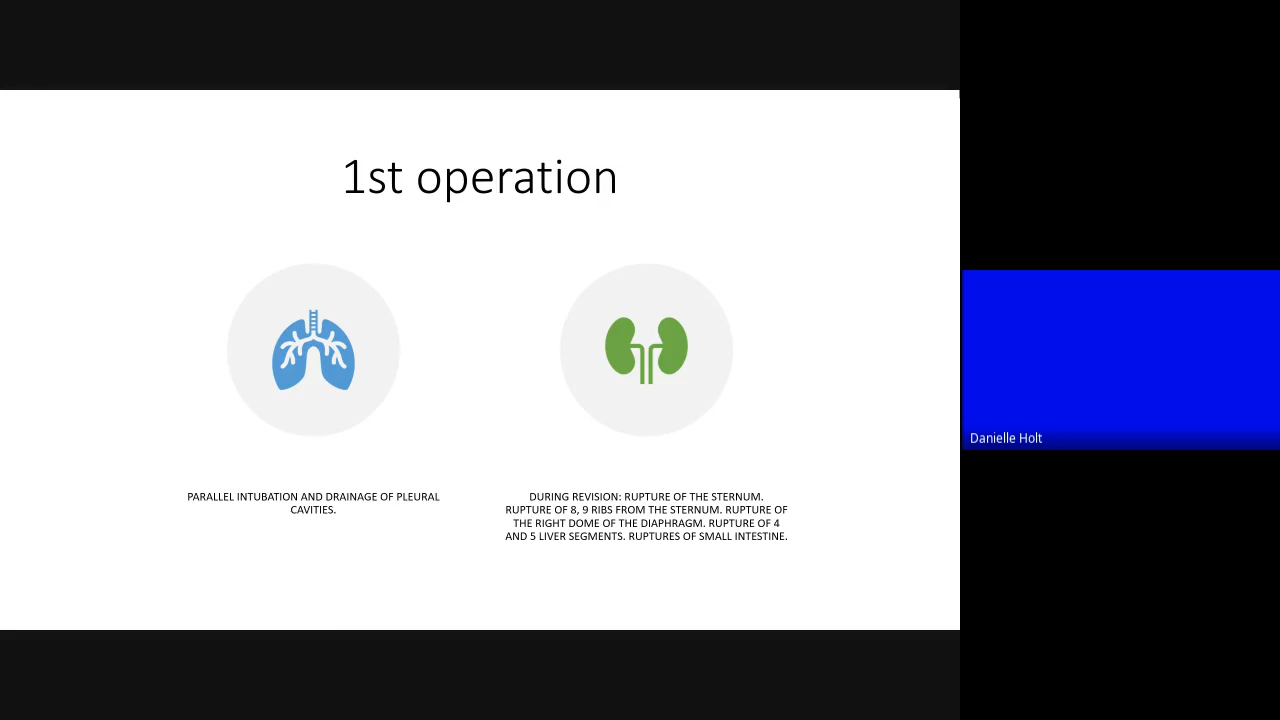 1st operation
PARALLEL INTUBATION AND DRAINAGE OF PLEURAL
CAVITIES.
DURING REVISION: RUPTURE OF THE STERNUM.
RUPTURE OF 8, 9 RIBS FROM THE STERNUM. RUPTURE OF
THE RIGHT DOME OF THE DIAPHRAGM. RUPTURE OF 4
AND 5 LIVER SEGMENTS. RUPTURES OF SMALL INTESTINE.
Danielle Holt